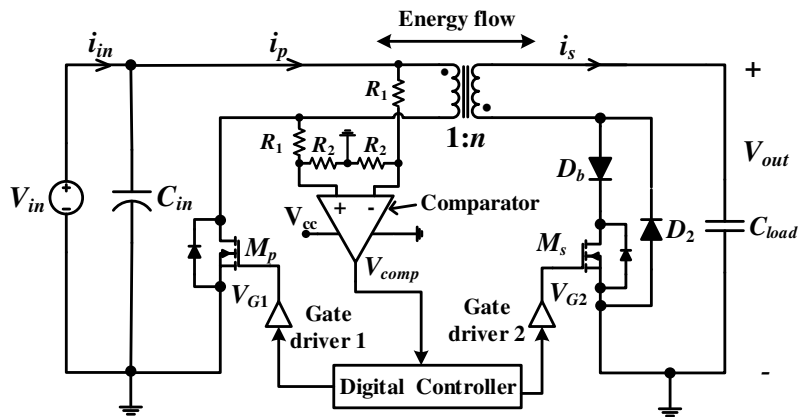 Energy flow
i_in
i_p
i_s
+
R_1
1:n
R_1
R_2
R_2
D_b
V_out
V_in
+
-
C_in
+
-
Comparator
V_cc
M_p
V_comp
M_s
D_2
C_load
V_G1
V_G2
Gate
driver 1
Gate
driver 2
-
Digital Controller